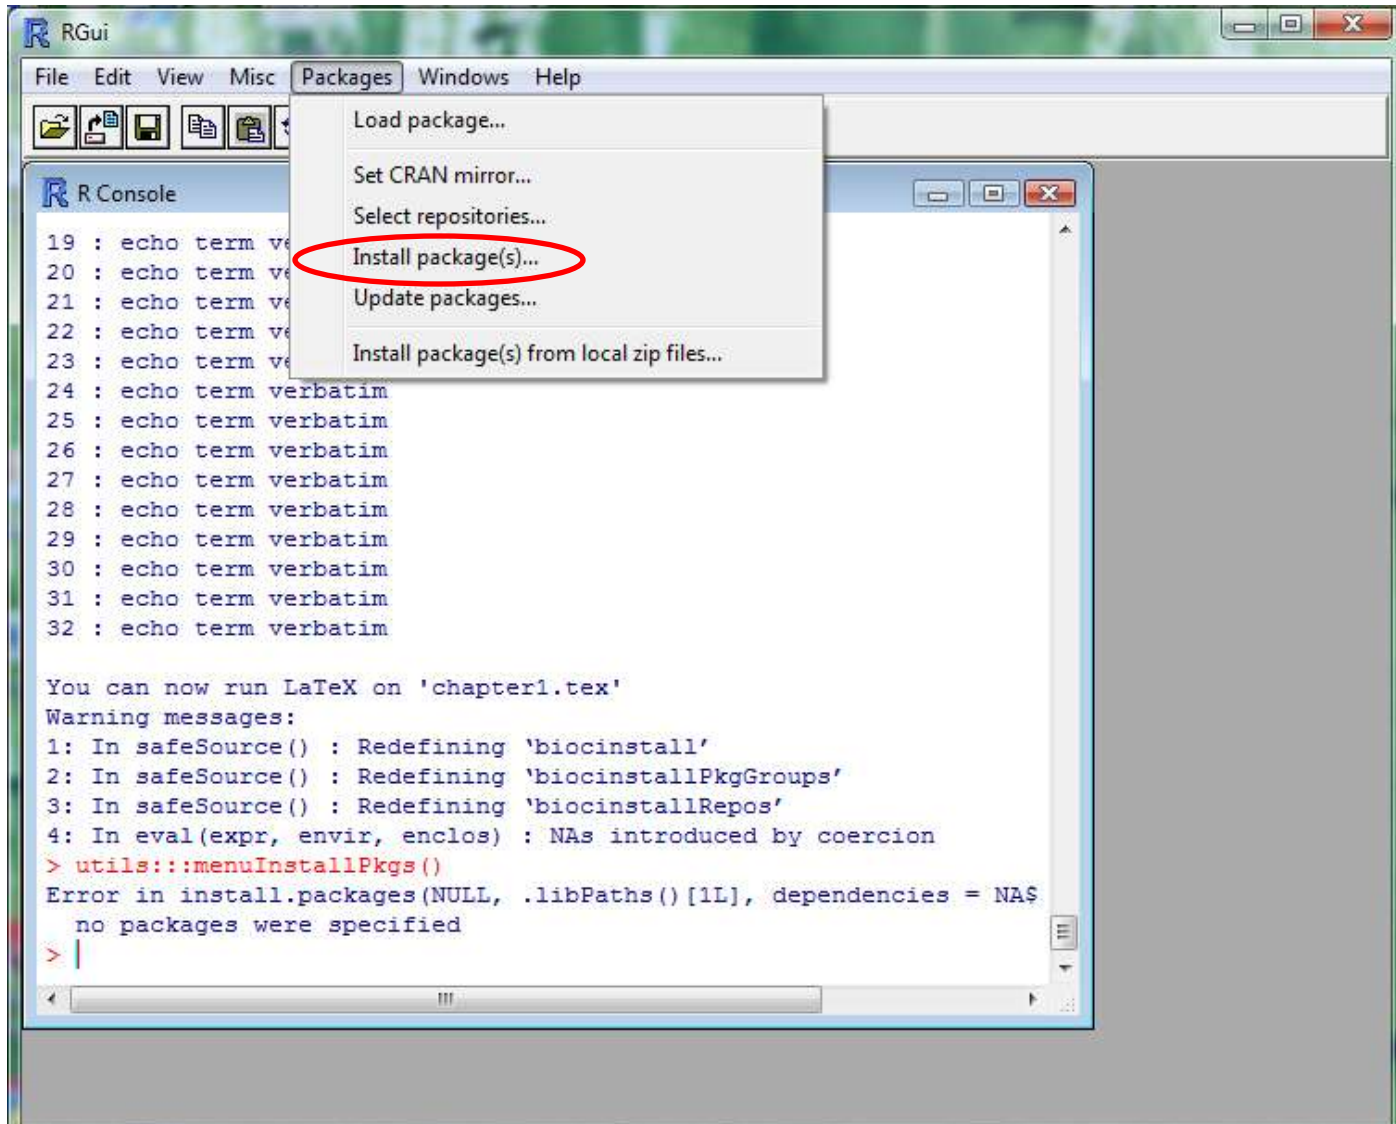 RGui
File Edit View Misc Packages Windows Help
Load package...
Set CRAN mirror...
Select repositories...
Install package(s)...
Update packages...
Install package(s) from local zip files...
R Console
19 : echo term
20 : echo term
21 : echo term
22 : echo term
23 : echo term
24 : echo term verbatim
25 : echo term verbatim
26 : echo term verbatim
27 : echo term verbatim
28 : echo term verbatim
29 : echo term verbatim
30 : echo term verbatim
31 : echo term verbatim
32 : echo term verbatim
You can now run LaTeX on 'chapter1.tex'
Warning messages:
1: In safeSource() : Redefining ‘biocinstall’
2: In safeSource() : Redefining ‘biocinstallPkgGroups’
3: In safeSource() : Redefining ‘biocinstallRepos’
4: In eval(expr, envir, enclos) : NAs introduced by coercion
> utils:::menuInstallPkgs()
Error in install.packages(NULL, .libPaths()[1L], dependencies = NA$
no packages were specified
>